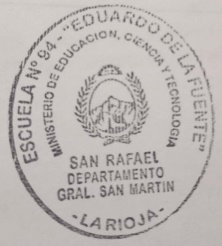 ESCUELA Nº 94 - "EDUARDO DE LA FUENTE"
MINISTERIO DE EDUCACION, CIENCIA Y TECNOLOGIA
SAN RAFAEL
DEPARTAMENTO
GRAL. SAN MARTIN
- LA RIOJA -